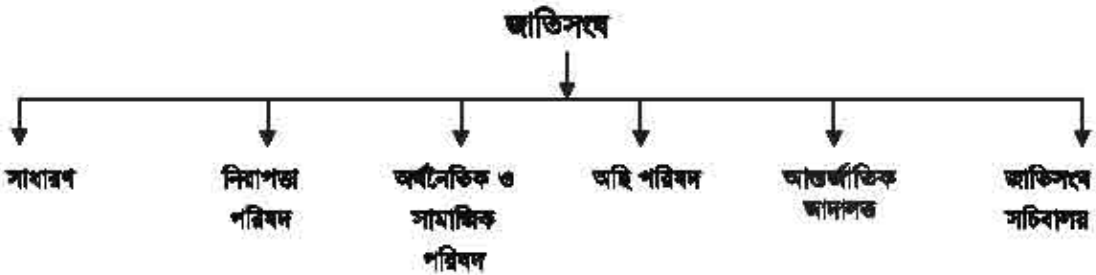 জাতিসংঘ
সাধারণ
নিরাপত্তা
পরিষদ
অর্থনৈতিক ও
সামাজিক
পরিষদ
অছি পরিষদ
আন্তর্জাতিক
আদালত
জাতিসংঘ
সচিবালয়